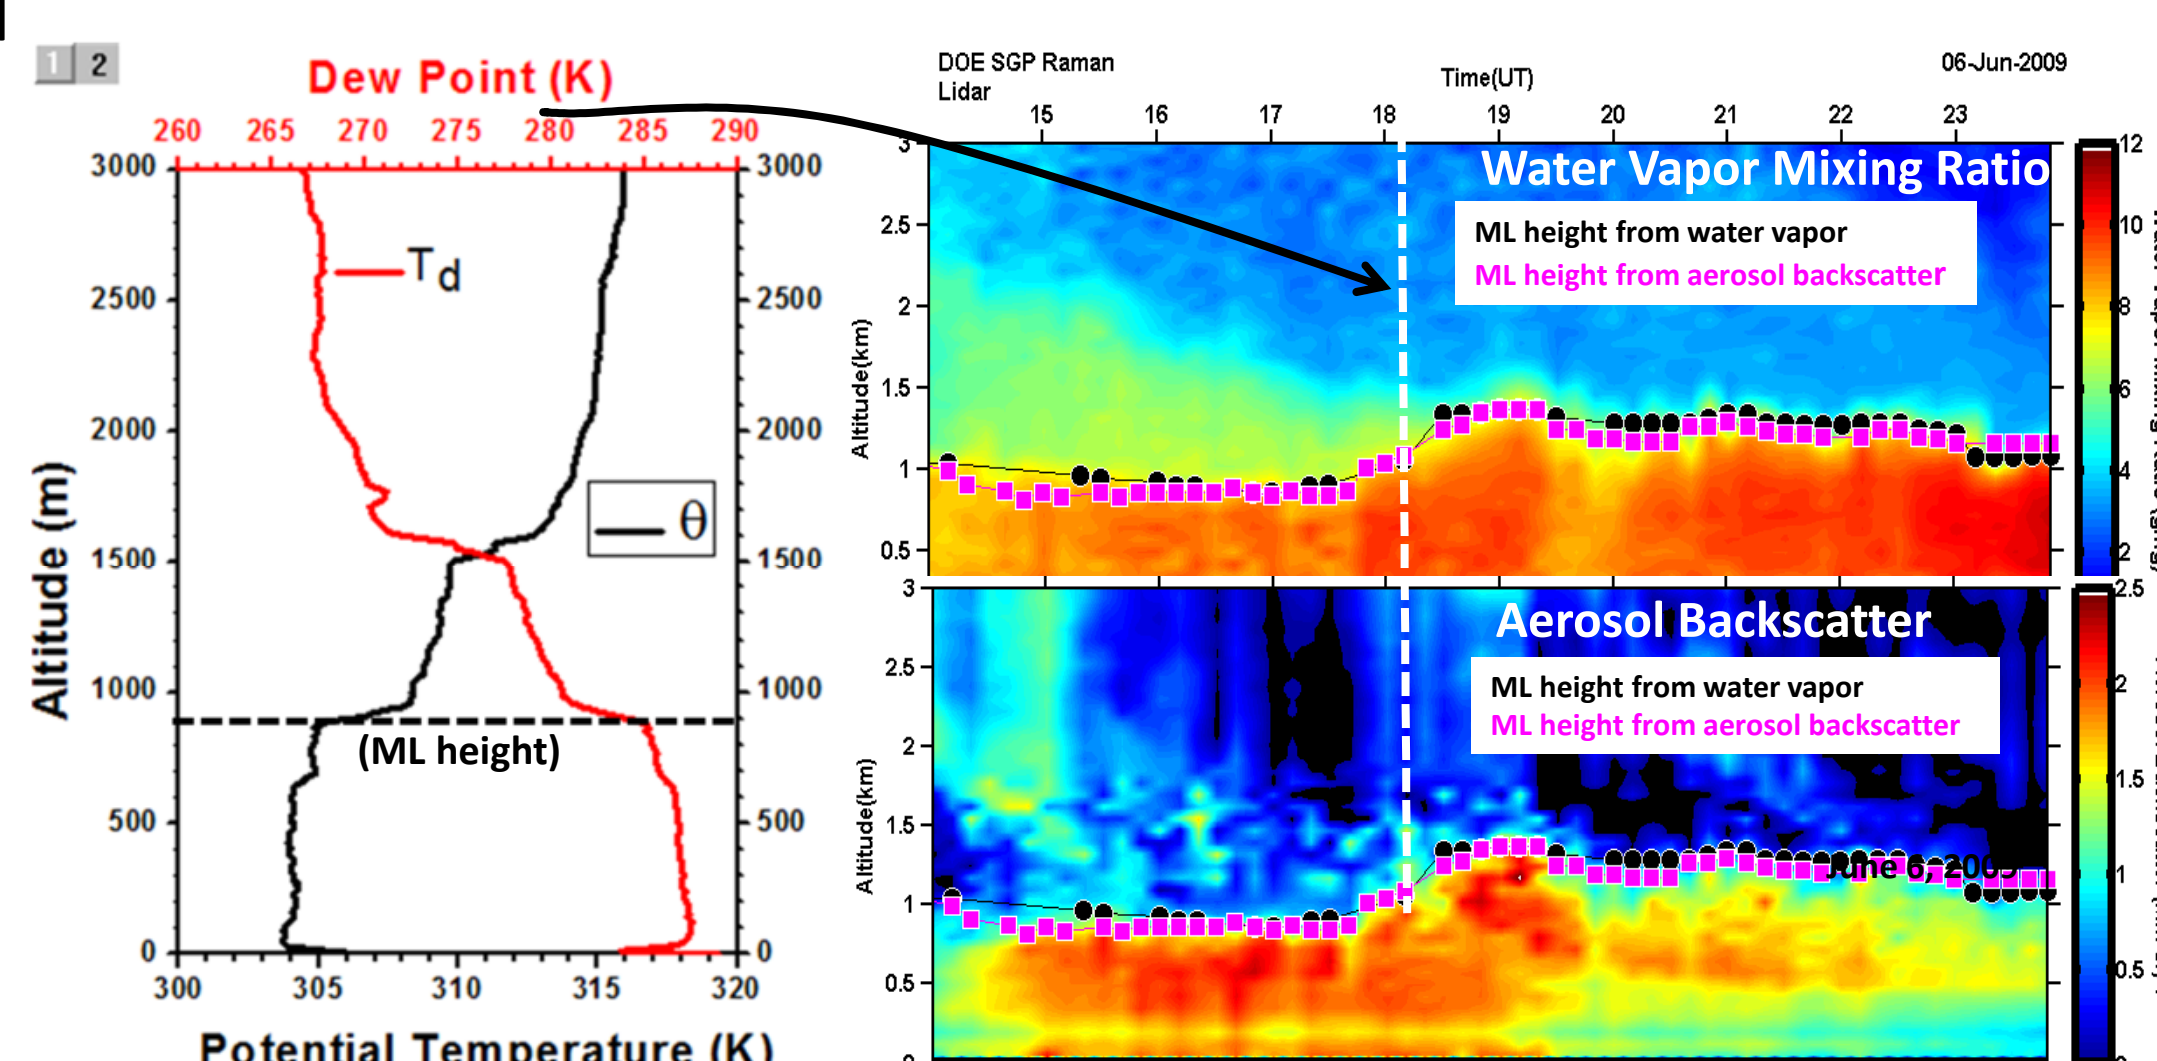 1 2
Dew Point (K)
260 265 270 275 280 285 290
3000 3000
2500 2500
2000 2000
1500 1500
1000 1000
500 500
0 0
Altitude (m)
Td
θ
(ML height)
300 305 310 315 320
Potential Temperature (K)
DOE SGP Raman
Lidar
Time(UT)
06-Jun-2009
15 16 17 18 19 20 21 22 23
3
2.5
2
1.5
1
0.5
Altitude(km)
Water Vapor Mixing Ratio
ML height from water vapor
ML height from aerosol backscatter
12
10
8
6
4
2
3
2.5
2
1.5
1
0.5
0
Altitude(km)
Aerosol Backscatter
ML height from water vapor
ML height from aerosol backscatter
June 6, 2009
2.5
2
1.5
1
0.5